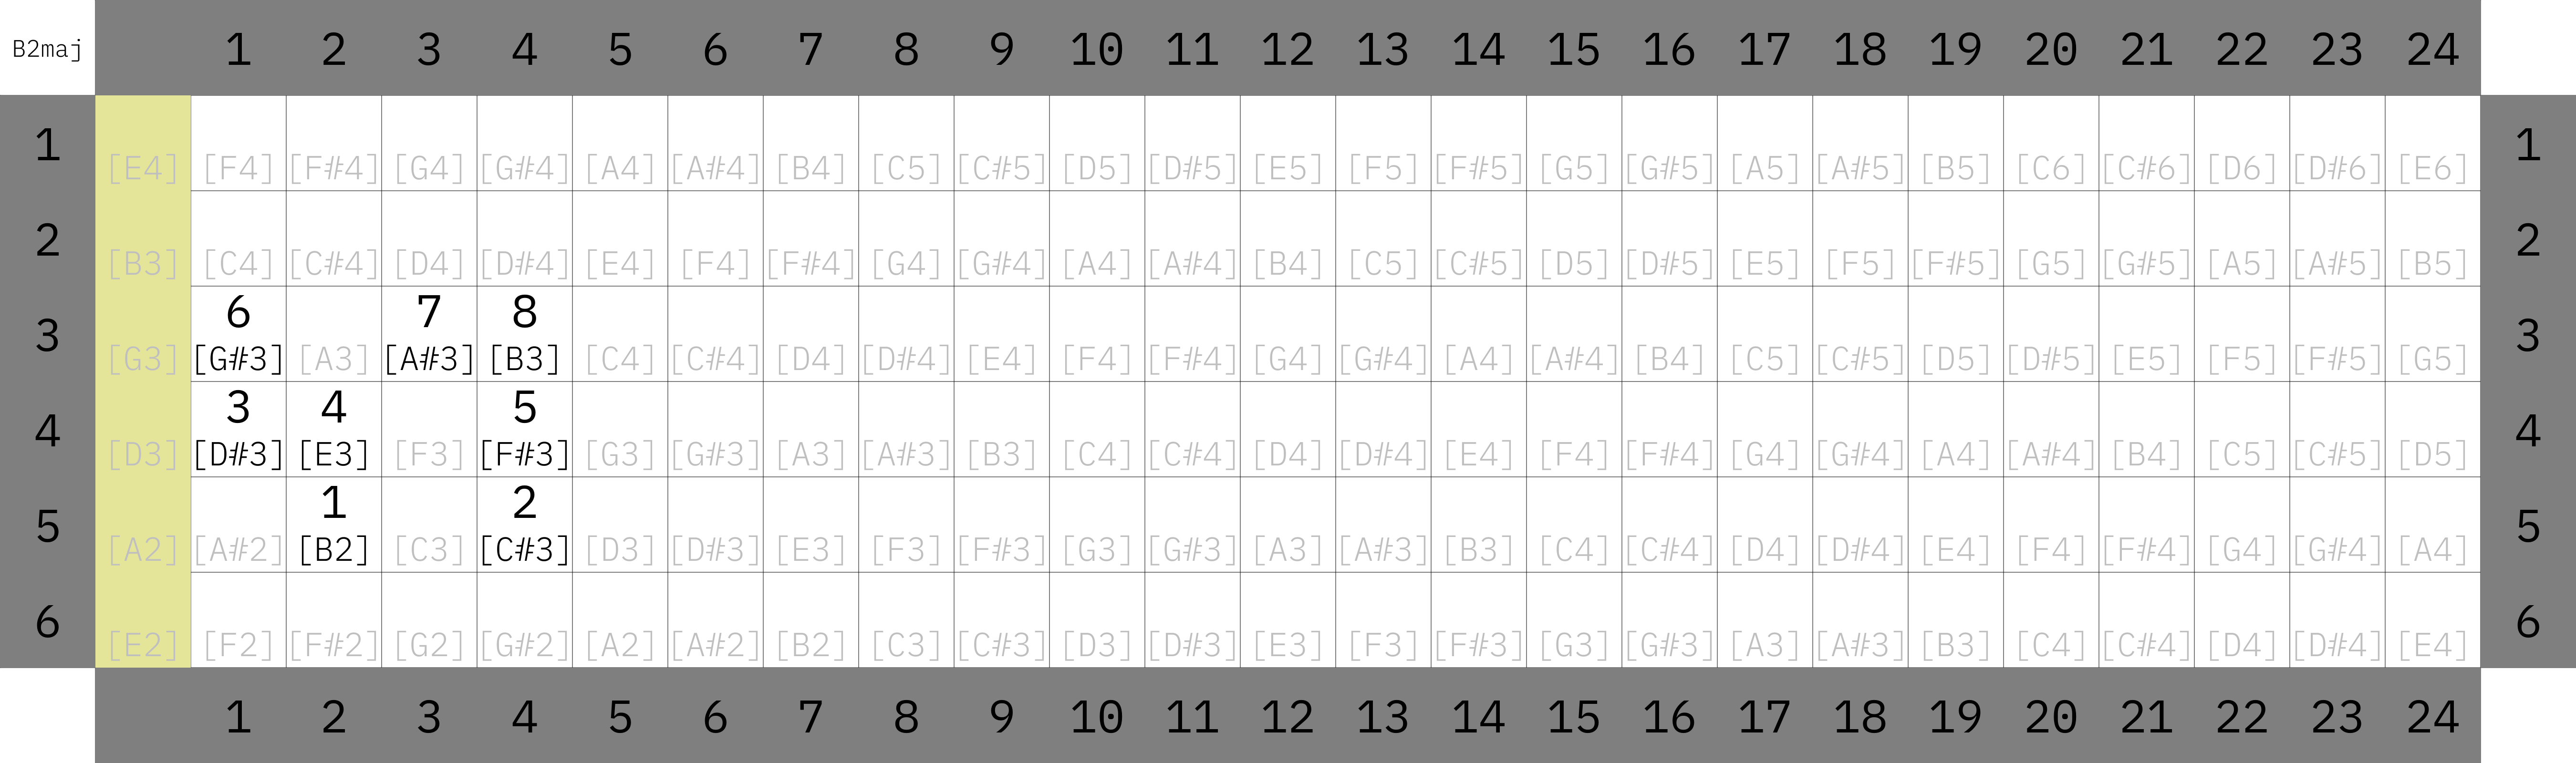 B2maj 1 2 3 4 5 6 7 8 9 10 11 12 13 14 15 16 17 18 19 20 21 22 23 24
1 [E4] [F4] [F#4] [G4] [G#4] [A4] [A#4] [B4] [C5] [C#5] [D5] [D#5] [E5] [F5] [F#5] [G5] [G#5] [A5] [A#5] [B5] [C6] [C#6] [D6] [D#6] [E6] 1
2 [B3] [C4] [C#4] [D4] [D#4] [E4] [F4] [F#4] [G4] [G#4] [A4] [A#4] [B4] [C5] [C#5] [D5] [D#5] [E5] [F5] [F#5] [G5] [G#5] [A5] [A#5] [B5] 2
6 7 8
3 [G3] [G#3] [A3] [A#3] [B3] [C4] [C#4] [D4] [D#4] [E4] [F4] [F#4] [G4] [G#4] [A4] [A#4] [B4] [C5] [C#5] [D5] [D#5] [E5] [F5] [F#5] [G5] 3
3 4 5
4 [D3] [D#3] [E3] [F3] [F#3] [G3] [G#3] [A3] [A#3] [B3] [C4] [C#4] [D4] [D#4] [E4] [F4] [F#4] [G4] [G#4] [A4] [A#4] [B4] [C5] [C#5] [D5] 4
1 2
5 [A2] [A#2] [B2] [C3] [C#3] [D3] [D#3] [E3] [F3] [F#3] [G3] [G#3] [A3] [A#3] [B3] [C4] [C#4] [D4] [D#4] [E4] [F4] [F#4] [G4] [G#4] [A4] 5
6 [E2] [F2] [F#2] [G2] [G#2] [A2] [A#2] [B2] [C3] [C#3] [D3] [D#3] [E3] [F3] [F#3] [G3] [G#3] [A3] [A#3] [B3] [C4] [C#4] [D4] [D#4] [E4] 6
1 2 3 4 5 6 7 8 9 10 11 12 13 14 15 16 17 18 19 20 21 22 23 24